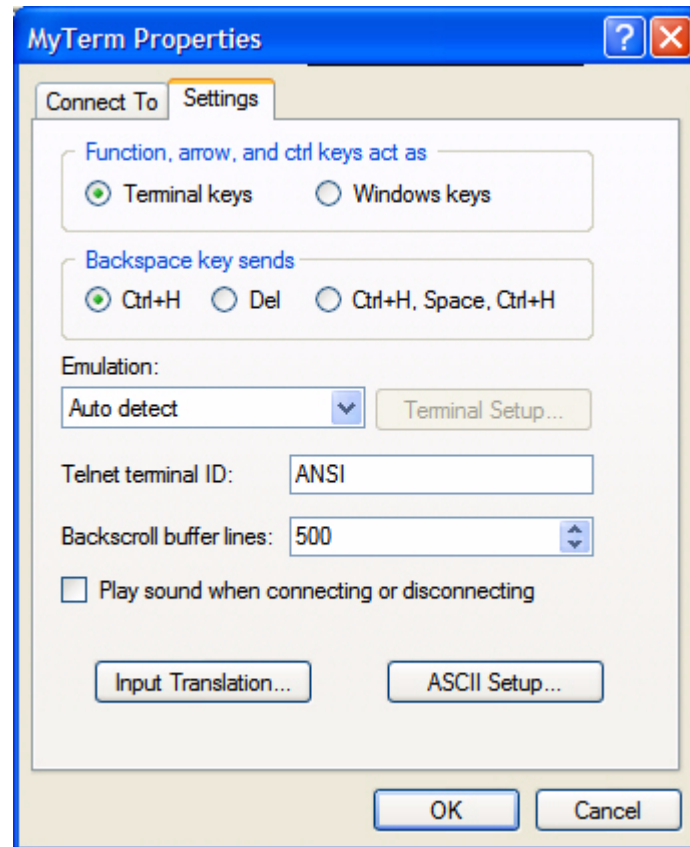 MyTerm Properties
Connect To Settings
Function, arrow, and ctrl keys act as
Terminal keys Windows keys
Backspace key sends
Ctrl+H Del Ctrl+H, Space, Ctrl+H
Emulation:
Auto detect Terminal Setup...
Telnet terminal ID: ANSI
Backscroll buffer lines: 500
Play sound when connecting or disconnecting
Input Translation... ASCII Setup...
OK Cancel